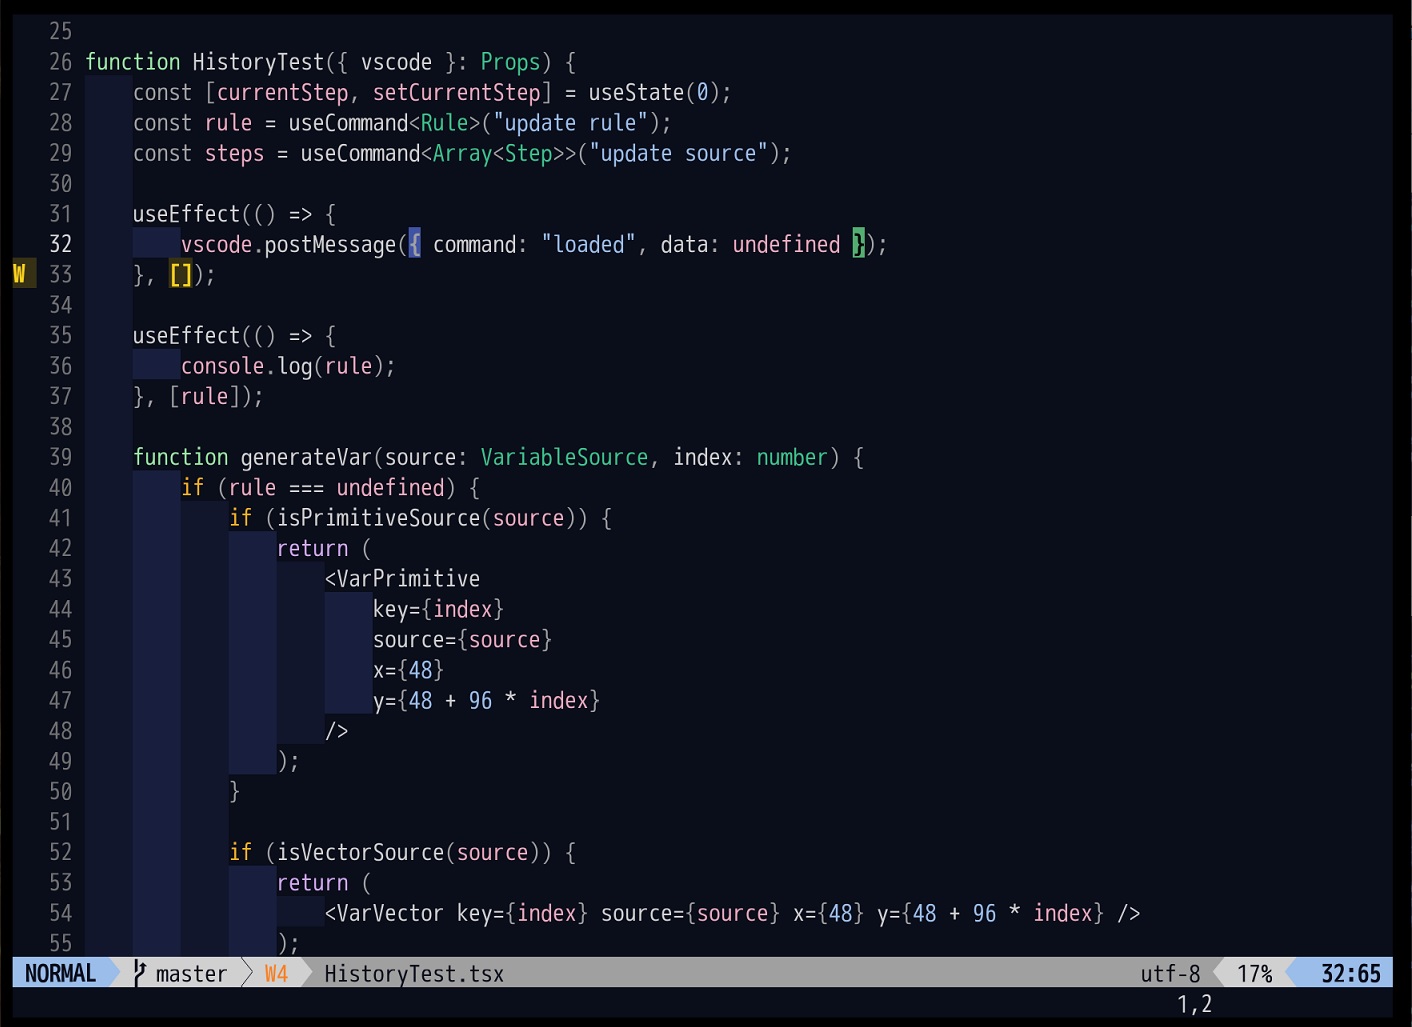 25
26 function HistoryTest({ vscode }: Props) {
27     const [currentStep, setCurrentStep] = useState(0);
28     const rule = useCommand<Rule>("update rule");
29     const steps = useCommand<Array<Step>>("update source");
30
31     useEffect(() => {
32         vscode.postMessage({ command: "loaded", data: undefined });
W 33     }, []);
34
35     useEffect(() => {
36         console.log(rule);
37     }, [rule]);
38
39     function generateVar(source: VariableSource, index: number) {
40         if (rule === undefined) {
41             if (isPrimitiveSource(source)) {
42                 return (
43                     <VarPrimitive
44                         key={index}
45                         source={source}
46                         x={48}
47                         y={48 + 96 * index}
48                     />
49                 );
50             }
51
52             if (isVectorSource(source)) {
53                 return (
54                     <VarVector key={index} source={source} x={48} y={48 + 96 * index} />
55                 );
NORMAL master W4 HistoryTest.tsx utf-8 17% 32:65
1,2